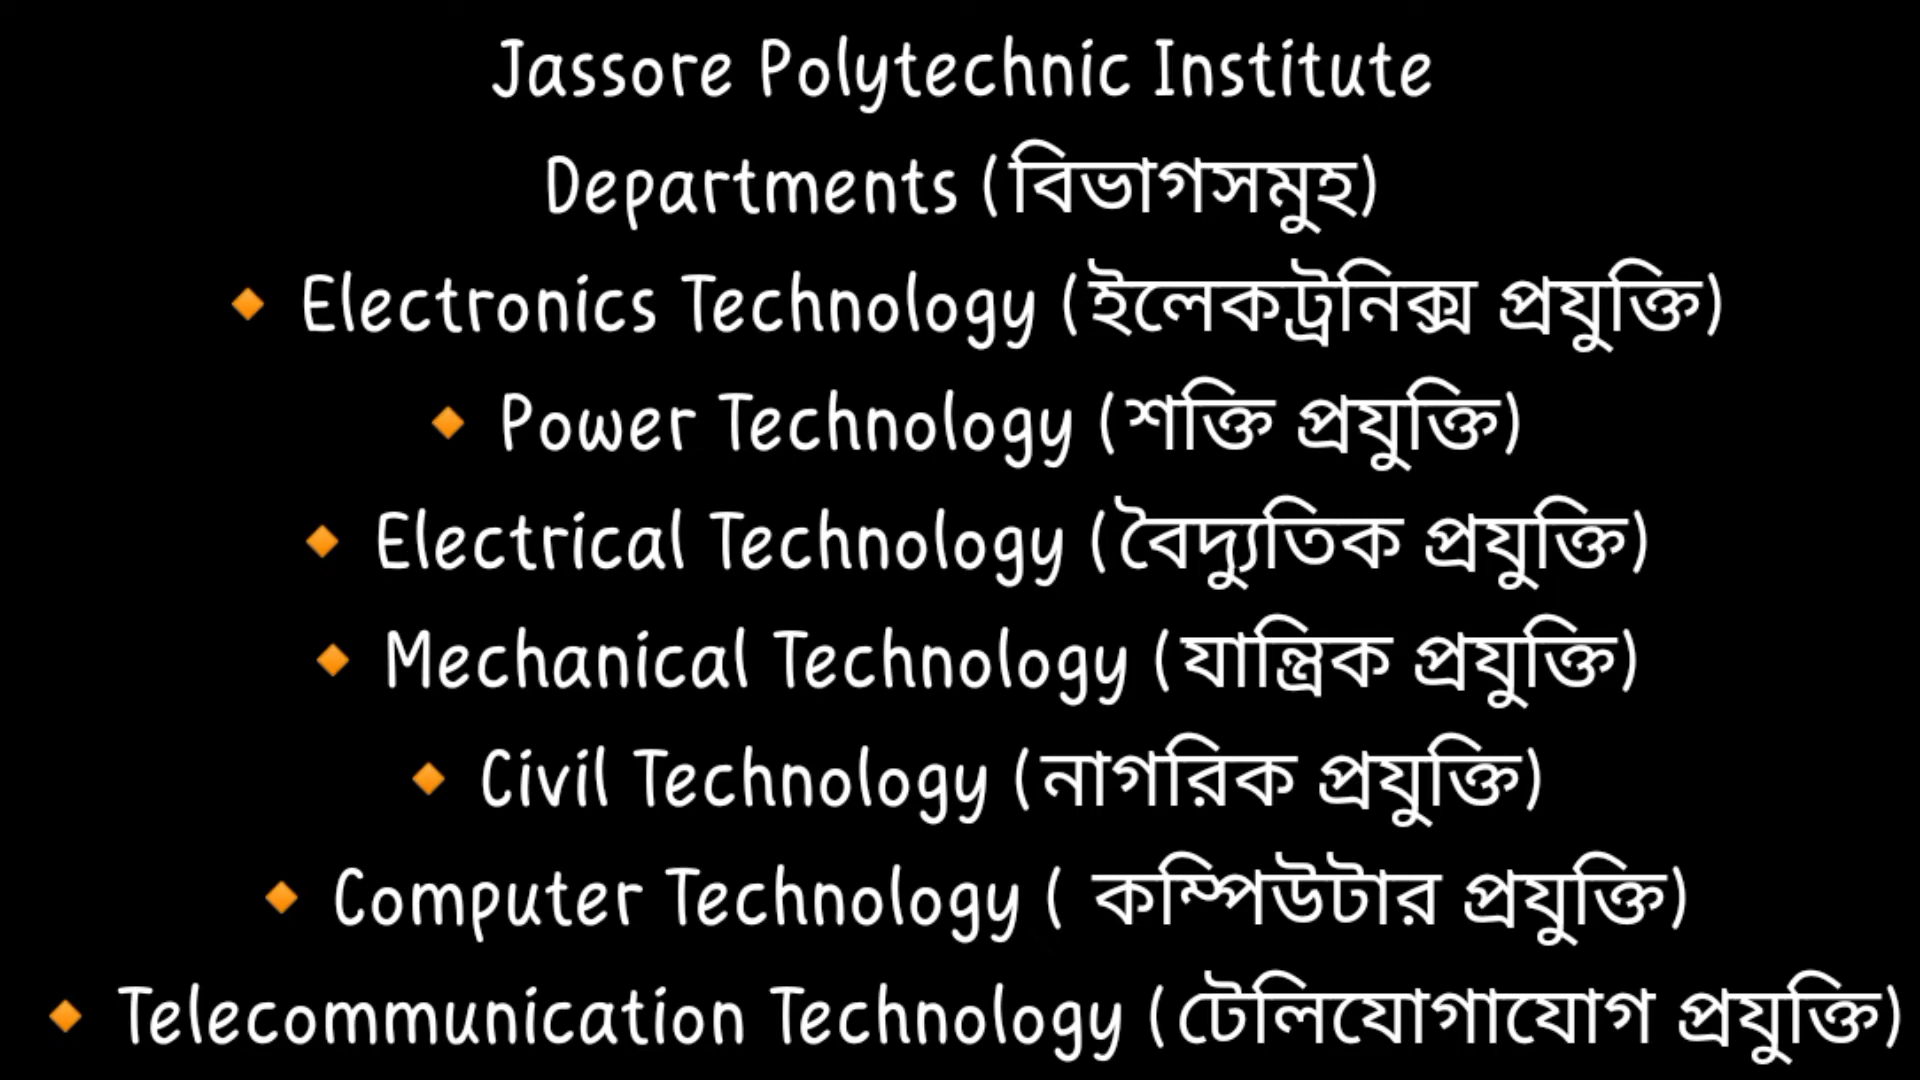 Jassore Polytechnic Institute
Departments (বিভাগসমুহ)
🔸 Electronics Technology (ইলেকট্রনিক্স প্রযুক্তি)
🔸 Power Technology (শক্তি প্রযুক্তি)
🔸 Electrical Technology (বৈদ্যুতিক প্রযুক্তি)
🔸 Mechanical Technology (যান্ত্রিক প্রযুক্তি)
🔸 Civil Technology (নাগরিক প্রযুক্তি)
🔸 Computer Technology ( কম্পিউটার প্রযুক্তি)
🔸 Telecommunication Technology (টেলিযোগাযোগ প্রযুক্তি)